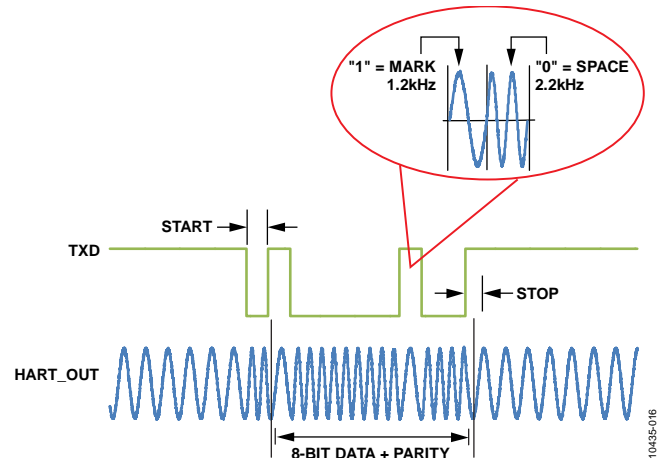 "1" = MARK
1.2kHz
"0" = SPACE
2.2kHz
START
TXD
STOP
HART_OUT
8-BIT DATA + PARITY
10435-016